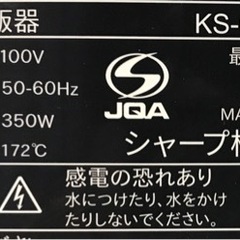 飯器 KS-
100V 最
50-60Hz
JQA
350W MA
172℃ シャープ株
感電の恐れあり
水につけたり、水をかけ
たりしないでください。